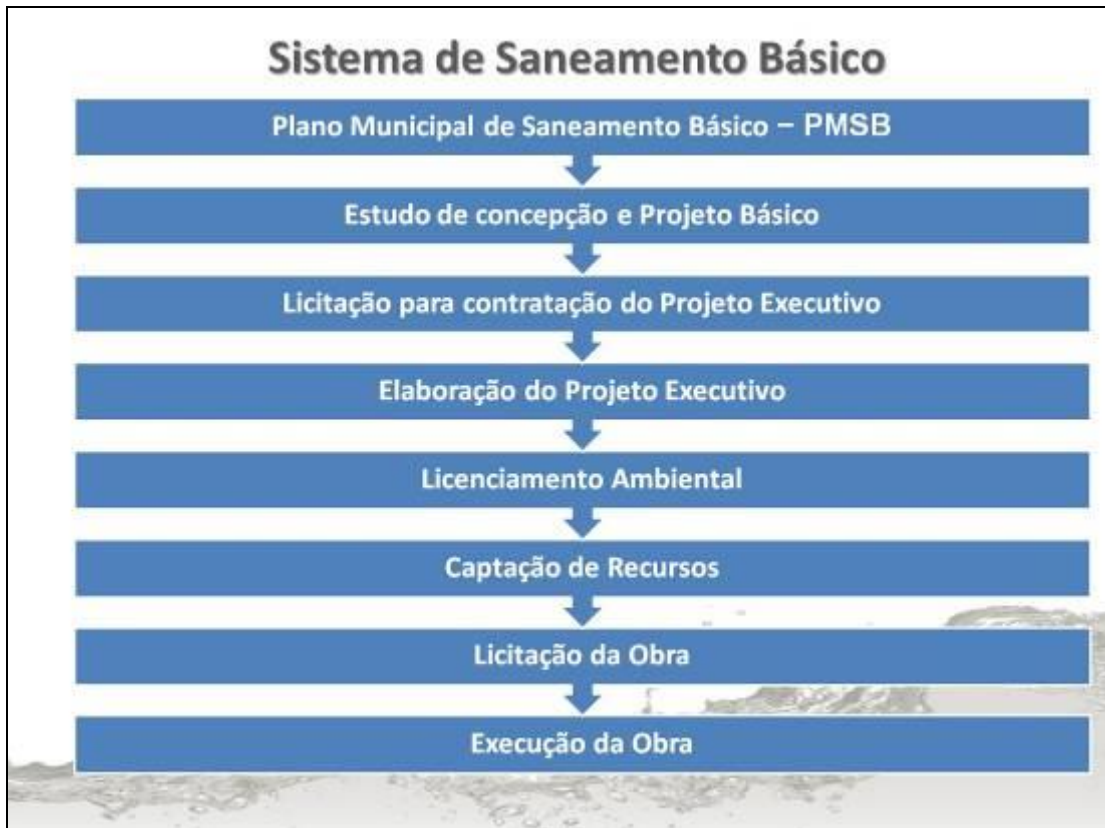 Sistema de Saneamento Básico
Plano Municipal de Saneamento Básico – PMSB
Estudo de concepção e Projeto Básico
Licitação para contratação do Projeto Executivo
Elaboração do Projeto Executivo
Licenciamento Ambiental
Captação de Recursos
Licitação da Obra
Execução da Obra